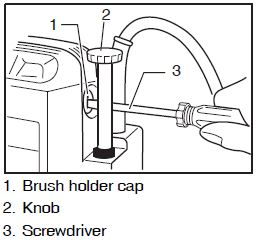 1
2
3
1. Brush holder cap
2. Knob
3. Screwdriver